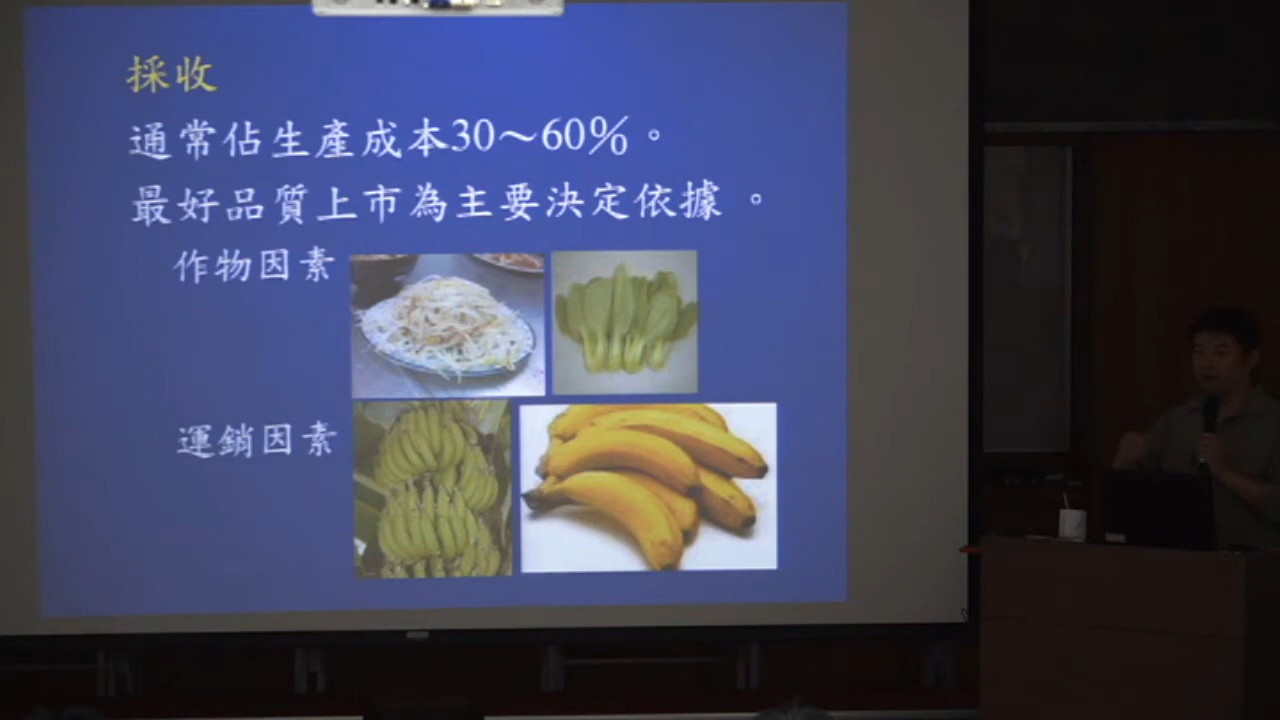 採收
通常佔生產成本30～60%。
最好品質上市為主要決定依據 。
作物因素
運銷因素